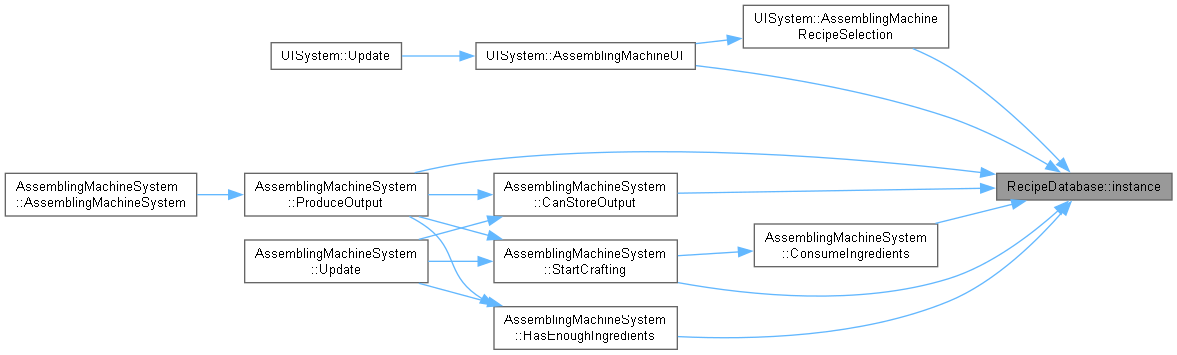 UISystem::AssemblingMachine
RecipeSelection
UISystem::Update
UISystem::AssemblingMachineUI
AssemblingMachineSystem
::AssemblingMachineSystem
AssemblingMachineSystem
::ProduceOutput
AssemblingMachineSystem
::CanStoreOutput
RecipeDatabase::instance
AssemblingMachineSystem
::ConsumeIngredients
AssemblingMachineSystem
::Update
AssemblingMachineSystem
::StartCrafting
AssemblingMachineSystem
::HasEnoughIngredients